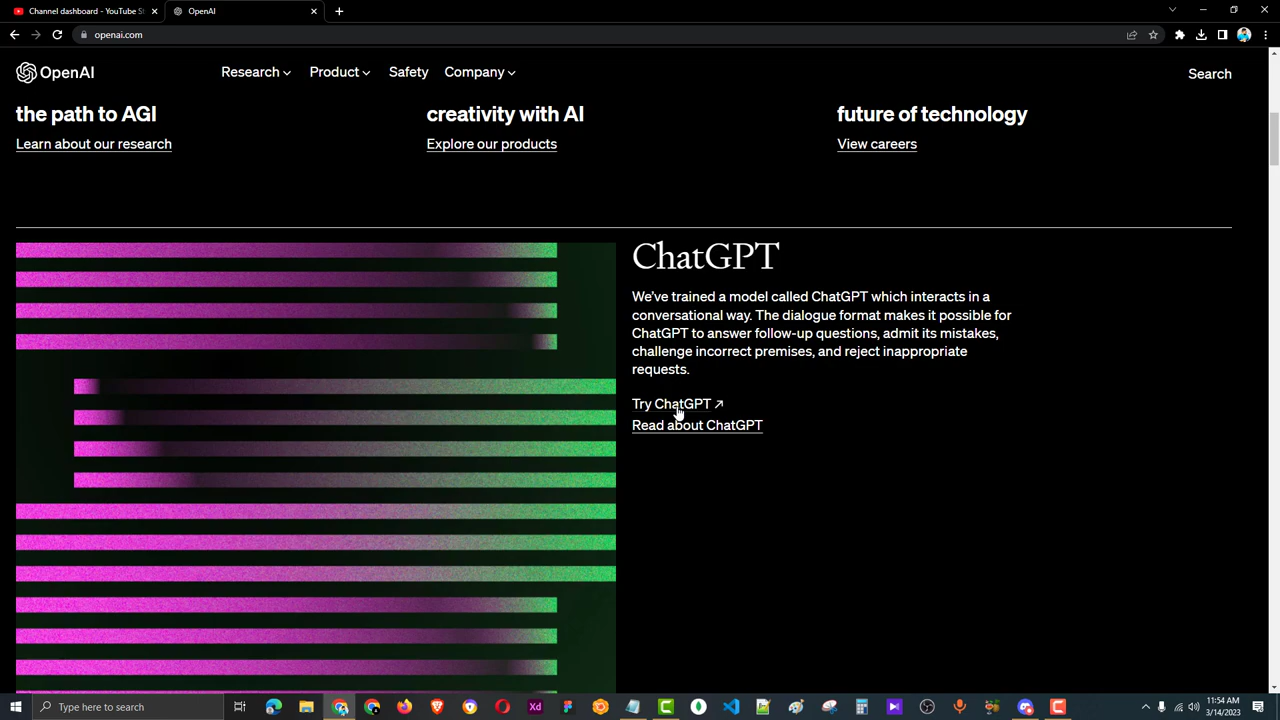 Channel dashboard - YouTube S
OpenAI
openai.com
OpenAI
Research
Product
Safety
Company
Search
the path to AGI
creativity with AI
future of technology
Learn about our research
Explore our products
View careers
ChatGPT
We've trained a model called ChatGPT which interacts in a
conversational way. The dialogue format makes it possible for
ChatGPT to answer follow-up questions, admit its mistakes,
challenge incorrect premises, and reject inappropriate
requests.
Try ChatGPT ↗
Read about ChatGPT
Type here to search
Xd
11:54 AM
3/14/2023